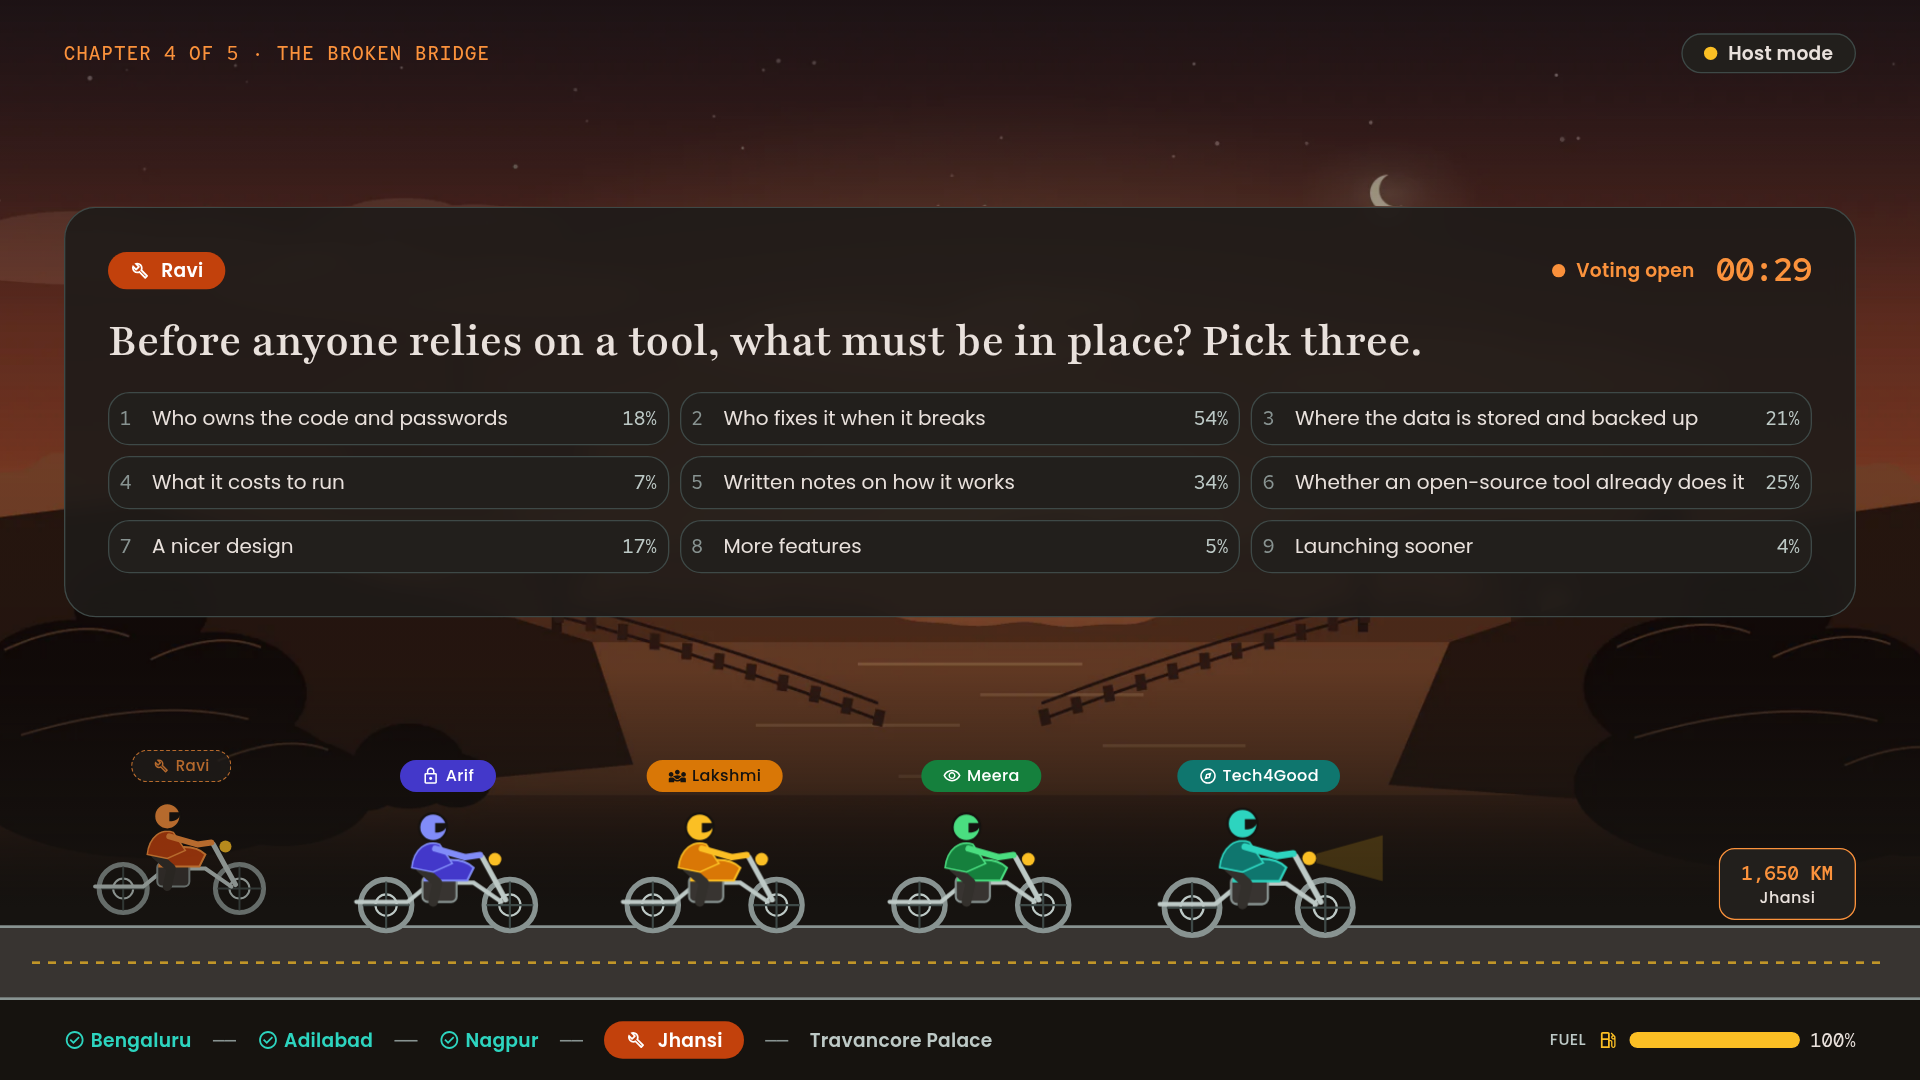 CHAPTER 4 OF 5 · THE BROKEN BRIDGE
Host mode
Ravi
Voting open 00:29
Before anyone relies on a tool, what must be in place? Pick three.
1 Who owns the code and passwords 18%
2 Who fixes it when it breaks 54%
3 Where the data is stored and backed up 21%
4 What it costs to run 7%
5 Written notes on how it works 34%
6 Whether an open-source tool already does it 25%
7 A nicer design 17%
8 More features 5%
9 Launching sooner 4%
Ravi
Arif
Lakshmi
Meera
Tech4Good
1,650 KM
Jhansi
Bengaluru — Adilabad — Nagpur — Jhansi — Travancore Palace
FUEL 100%